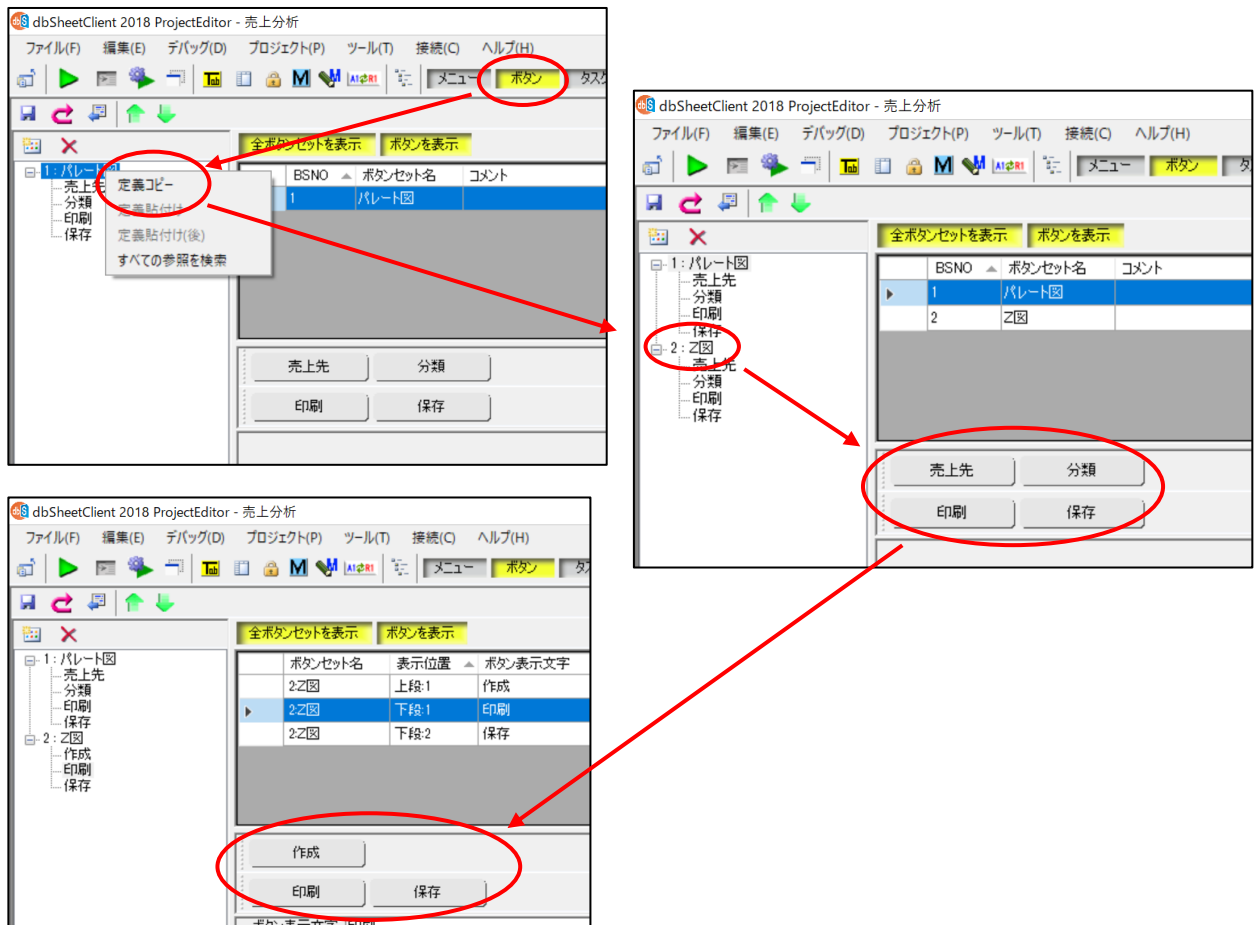 dbSheetClient 2018 ProjectEditor - 売上分析
ファイル(F) 編集(E) デバッグ(D) プロジェクト(P) ツール(T) 接続(C) ヘルプ(H)
Tab M M A1⇄R1 メニュー ボタン タスク
全ボタンセットを表示 ボタンを表示
1 : パレート図
売上先
分類
印刷
保存
定義コピー
定義貼付け
定義貼付け(後)
すべての参照を検索
BSNO ボタンセット名 コメント
1 パレート図
売上先 分類
印刷 保存
dbSheetClient 2018 ProjectEditor - 売上分析
ファイル(F) 編集(E) デバッグ(D) プロジェクト(P) ツール(T) 接続(C) ヘルプ(H)
Tab M M A1⇄R1 メニュー ボタン タ
全ボタンセットを表示 ボタンを表示
1 : パレート図
売上先
分類
印刷
保存
2 : Z図
売上先
分類
印刷
保存
BSNO ボタンセット名 コメント
1 パレート図
2 Z図
売上先 分類
印刷 保存
dbSheetClient 2018 ProjectEditor - 売上分析
ファイル(F) 編集(E) デバッグ(D) プロジェクト(P) ツール(T) 接続(C) ヘルプ(H)
Tab M M A1⇄R1 メニュー ボタン タ
全ボタンセットを表示 ボタンを表示
1 : パレート図
売上先
分類
印刷
保存
2 : Z図
作成
印刷
保存
ボタンセット名 表示位置 ボタン表示文字
2:Z図 上段:1 作成
2:Z図 下段:1 印刷
2:Z図 下段:2 保存
作成
印刷 保存